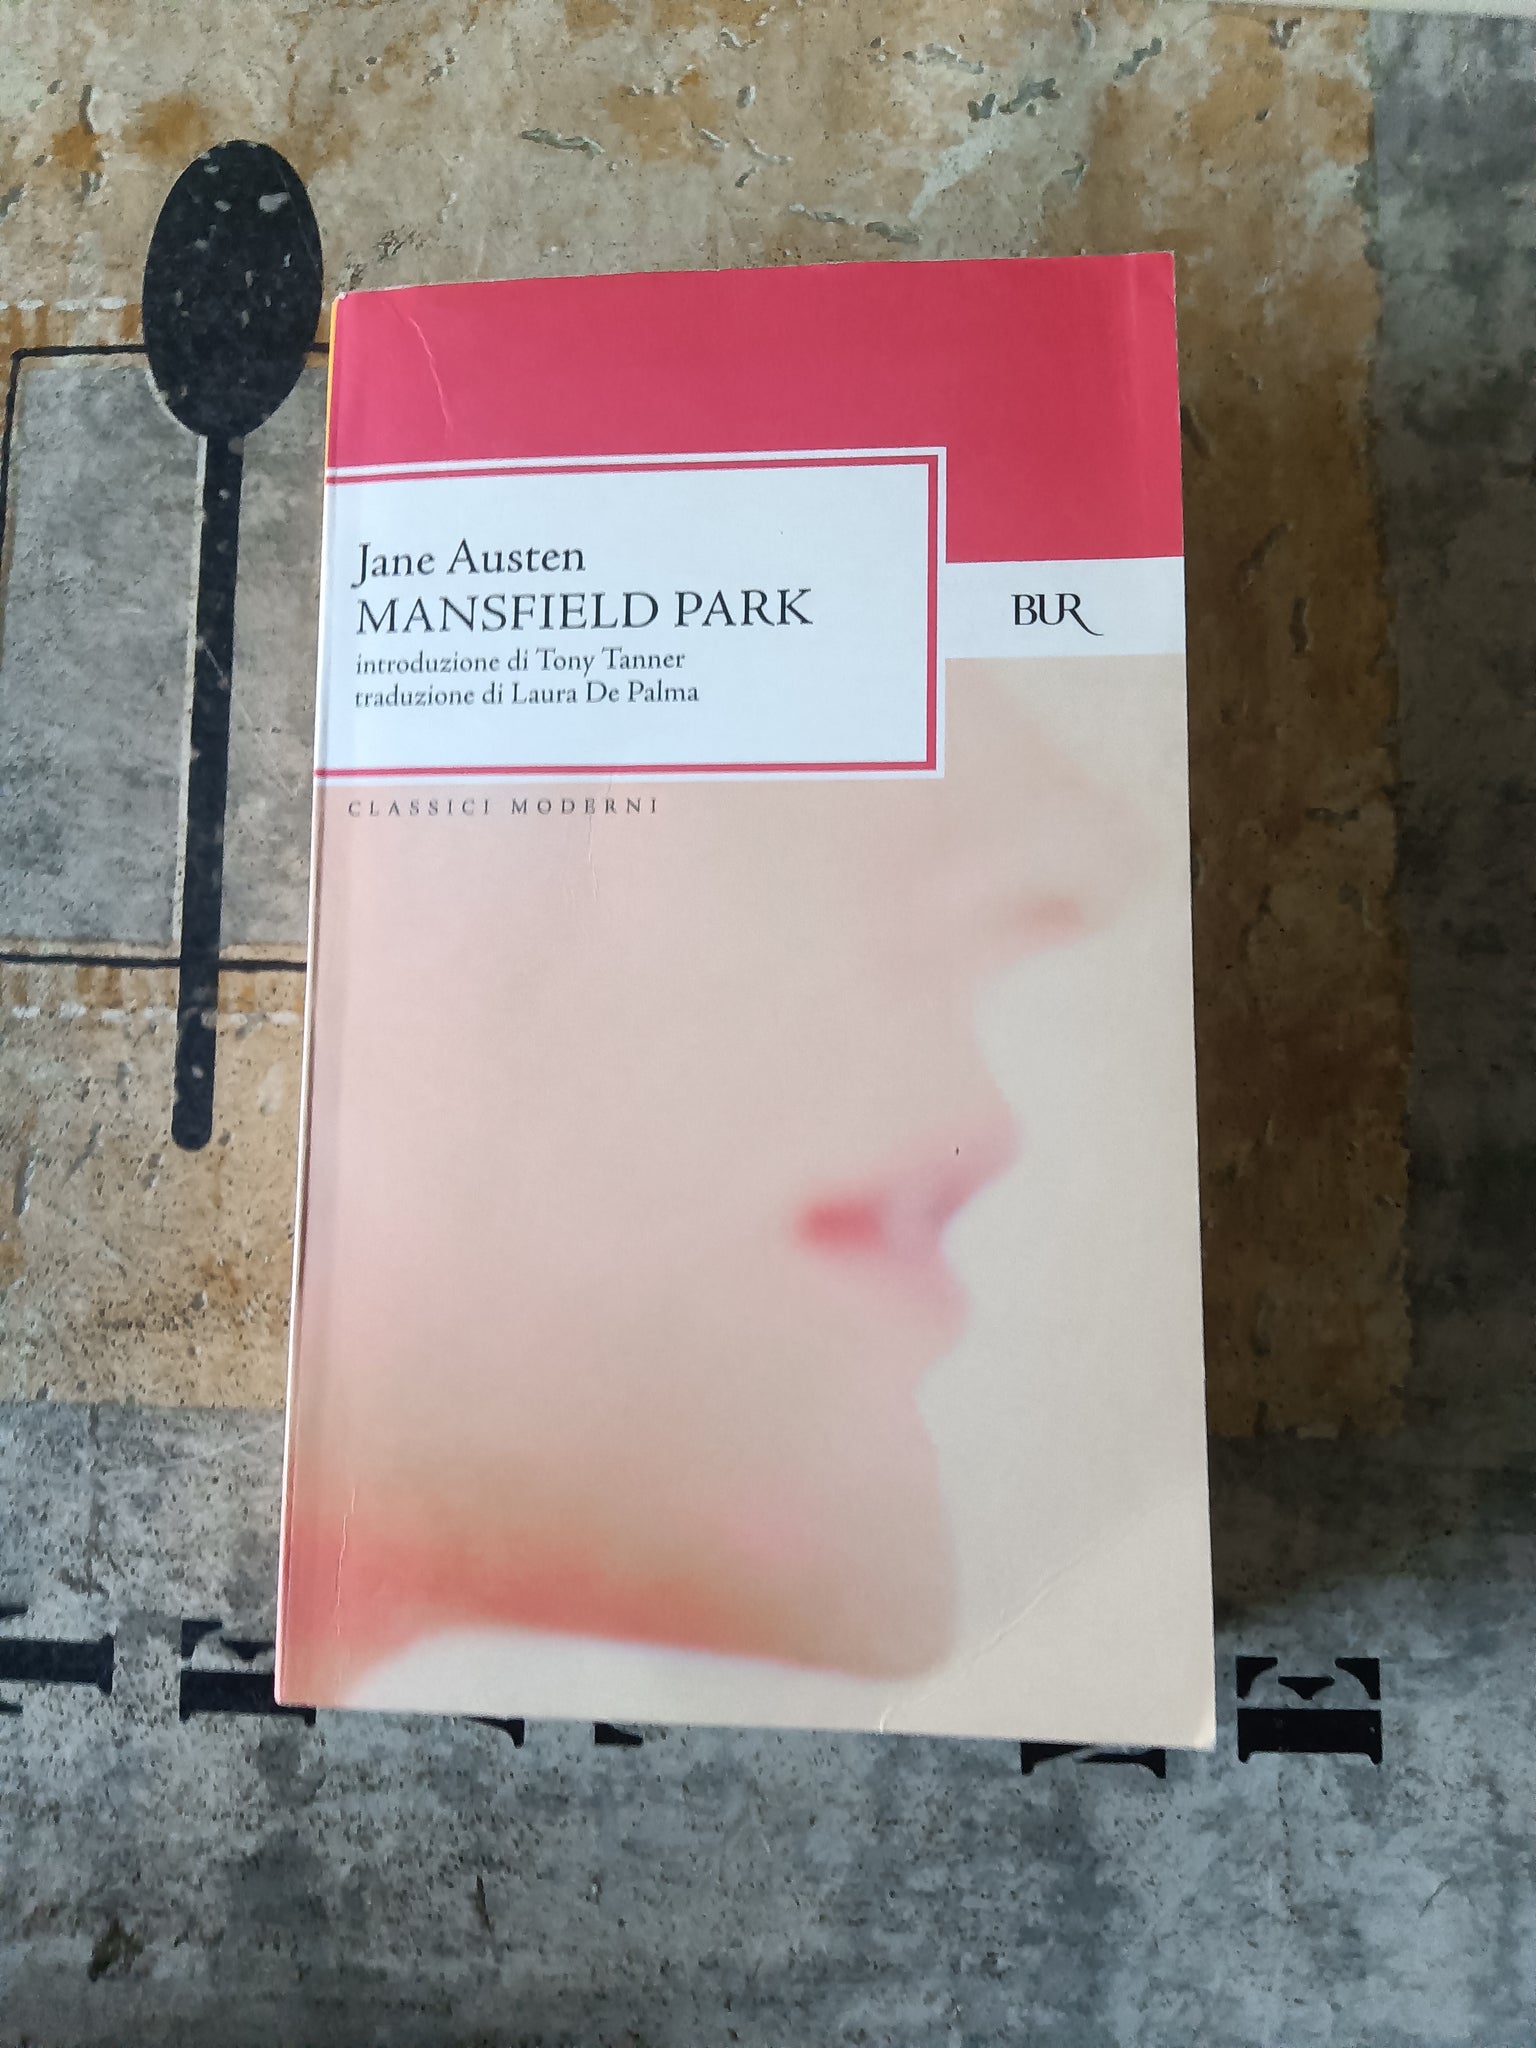 Jane Austen
MANSFIELD PARK
introduzione di Tony Tanner
traduzione di Laura De Palma
BUR
CLASSICI MODERNI